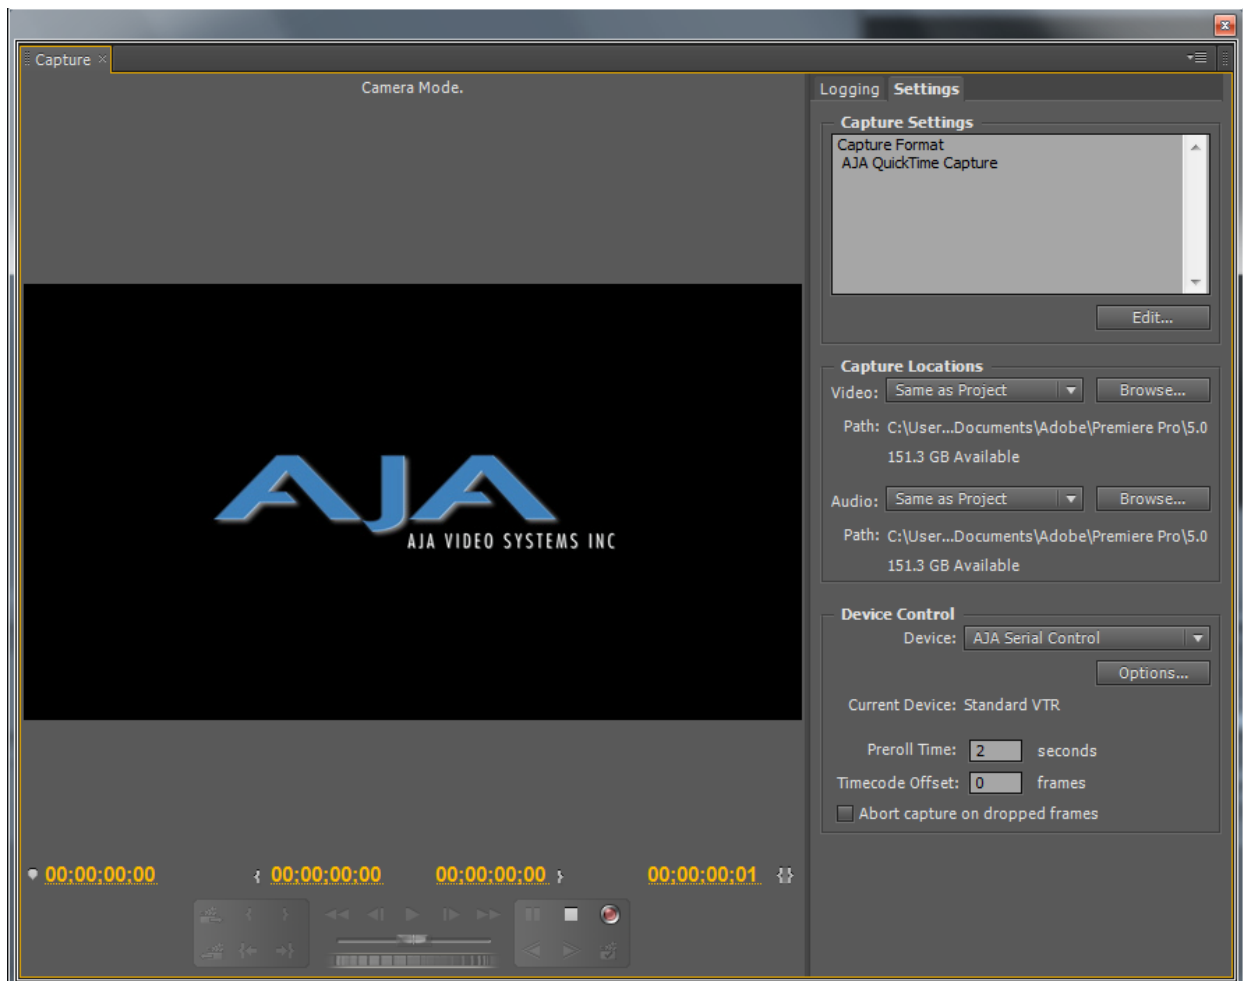 Capture
Camera Mode.
AJA
AJA VIDEO SYSTEMS INC
00;00;00;00
00;00;00;00
00;00;00;00
00;00;00;01
Logging Settings
Capture Settings
Capture Format
AJA QuickTime Capture
Edit...
Capture Locations
Video: Same as Project Browse...
Path: C:\User...Documents\Adobe\Premiere Pro\5.0
151.3 GB Available
Audio: Same as Project Browse...
Path: C:\User...Documents\Adobe\Premiere Pro\5.0
151.3 GB Available
Device Control
Device: AJA Serial Control
Options...
Current Device: Standard VTR
Preroll Time: 2 seconds
Timecode Offset: 0 frames
Abort capture on dropped frames